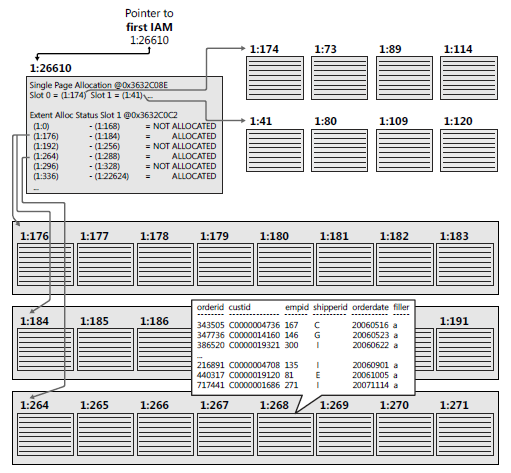 Pointer to
first IAM
1:26610
1:26610
Single Page Allocation @0x3632C08E
Slot 0 = (1:174) Slot 1 = (1:41) ...
Extent Alloc Status Slot 1 @0x3632C0C2
(1:0) - (1:168) = NOT ALLOCATED
(1:176) - (1:184) = ALLOCATED
(1:192) - (1:256) = NOT ALLOCATED
(1:264) - (1:288) = ALLOCATED
(1:296) - (1:328) = NOT ALLOCATED
(1:336) - (1:22624) = ALLOCATED
...
1:174 1:73 1:89 1:114
1:41 1:80 1:109 1:120
1:176 1:177 1:178 1:179 1:180 1:181 1:182 1:183
orderid custid empid shipperid orderdate filler
------- ----------- ----- --------- --------- ------
343505 C0000004736 167 C 20060516 a
347736 C0000014160 146 G 20060523 a
386520 C0000019321 300 I 20060622 a
...
216891 C0000004708 135 I 20060901 a
440317 C0000019120 81 E 20061005 a
717441 C0000001686 271 I 20071114 a
1:184 1:185 1:186 1:191
1:264 1:265 1:266 1:267 1:268 1:269 1:270 1:271